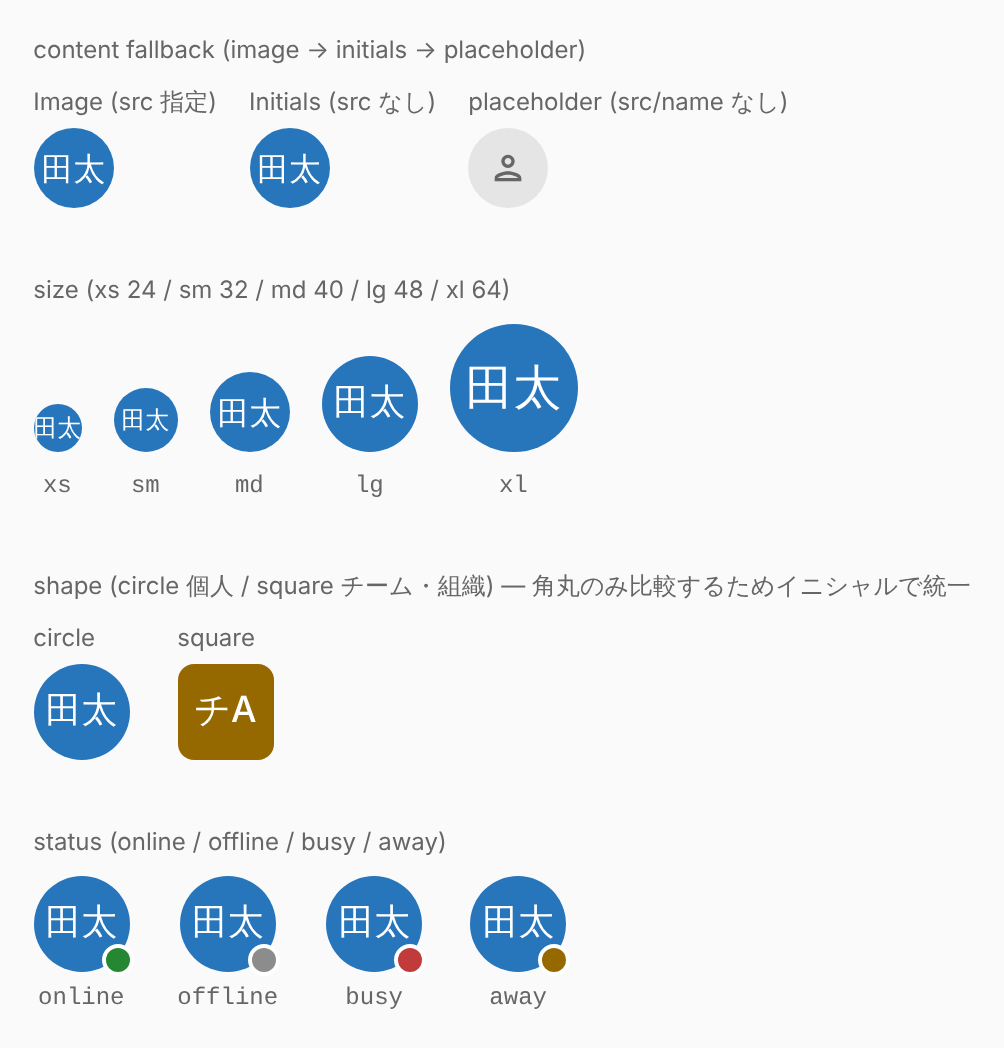 content fallback (image → initials → placeholder)
Image (src 指定) Initials (src なし) placeholder (src/name なし)
田太 田太
size (xs 24 / sm 32 / md 40 / lg 48 / xl 64)
田太 田太 田太 田太 田太
xs sm md lg xl
shape (circle 個人 / square チーム・組織) — 角丸のみ比較するためイニシャルで統一
circle square
田太 チA
status (online / offline / busy / away)
田太 田太 田太 田太
online offline busy away